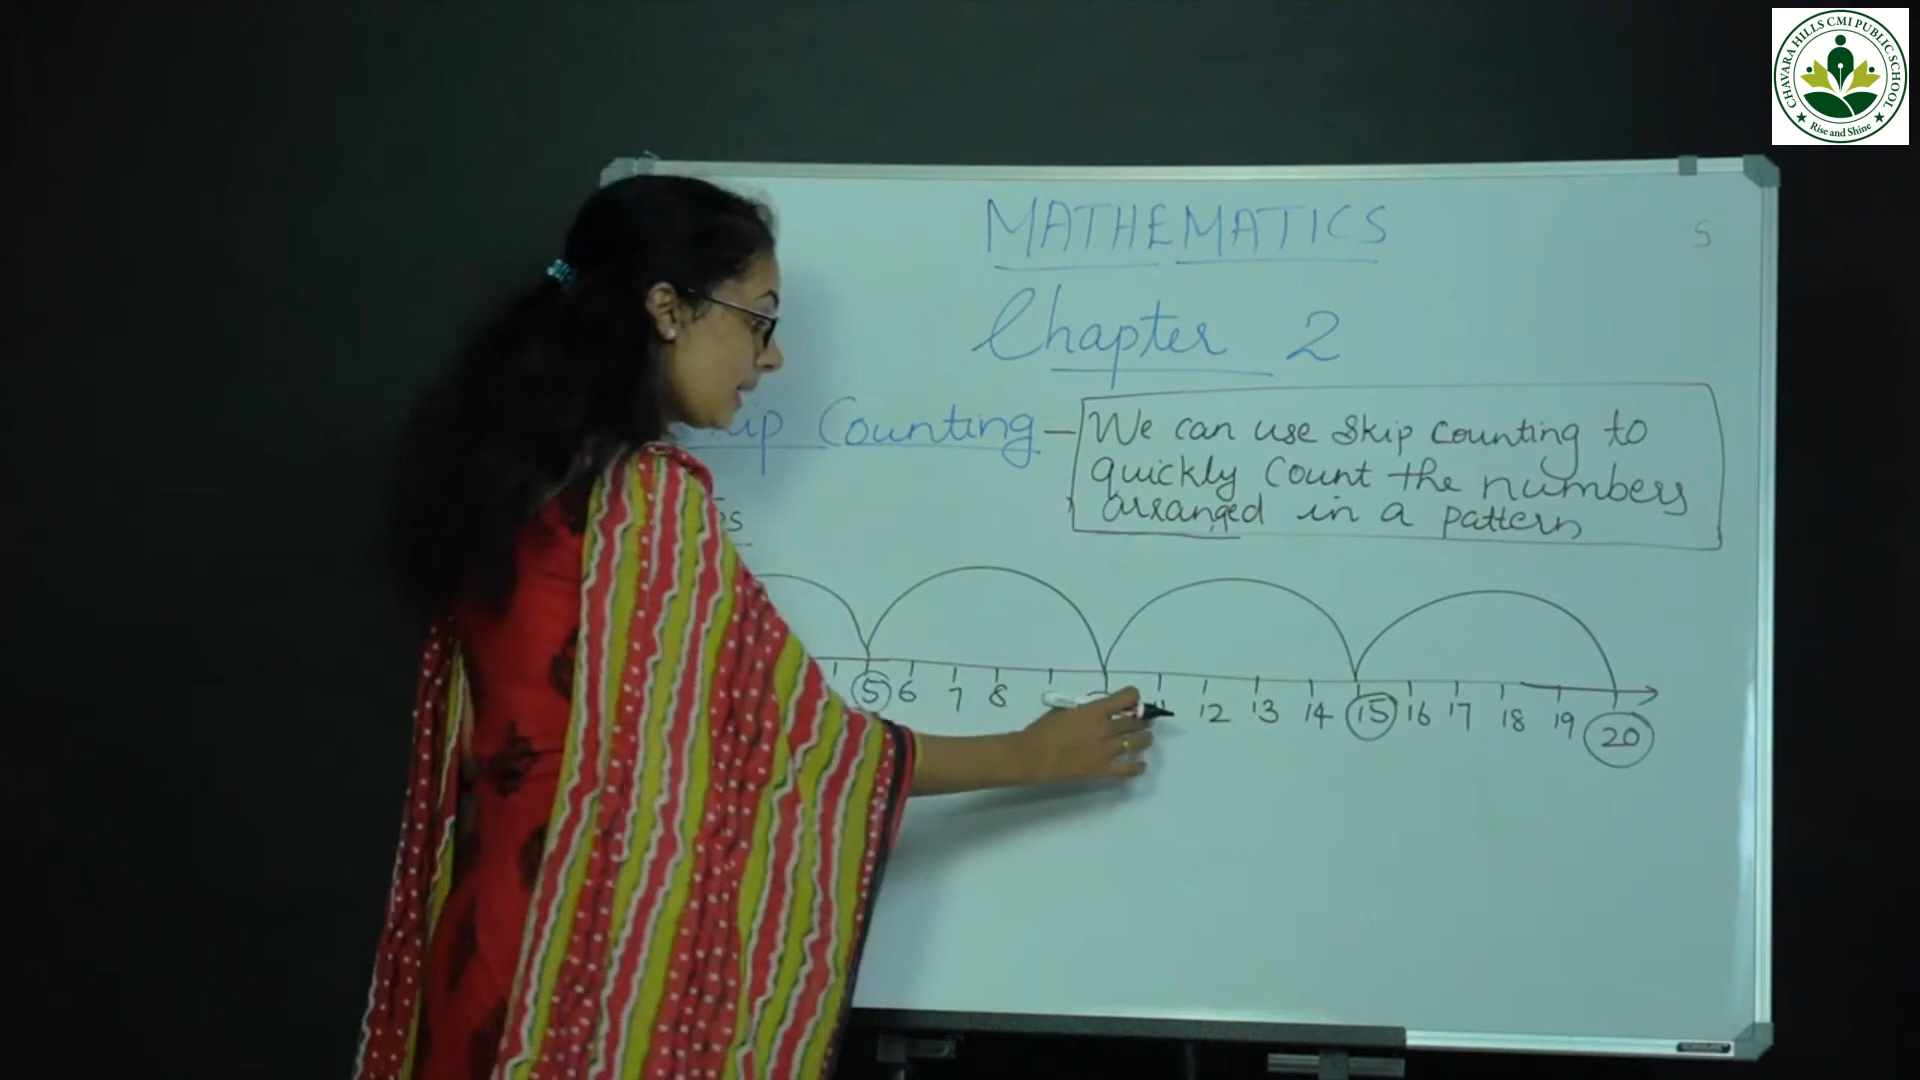 CHAVARA HILLS CMI PUBLIC SCHOOL
Rise and Shine
MATHEMATICS
S
Chapter 2
Counting – We can use skip counting to
quickly count the numbers
arranged in a pattern
5 6 7 8 12 13 14 15 16 17 18 19 20